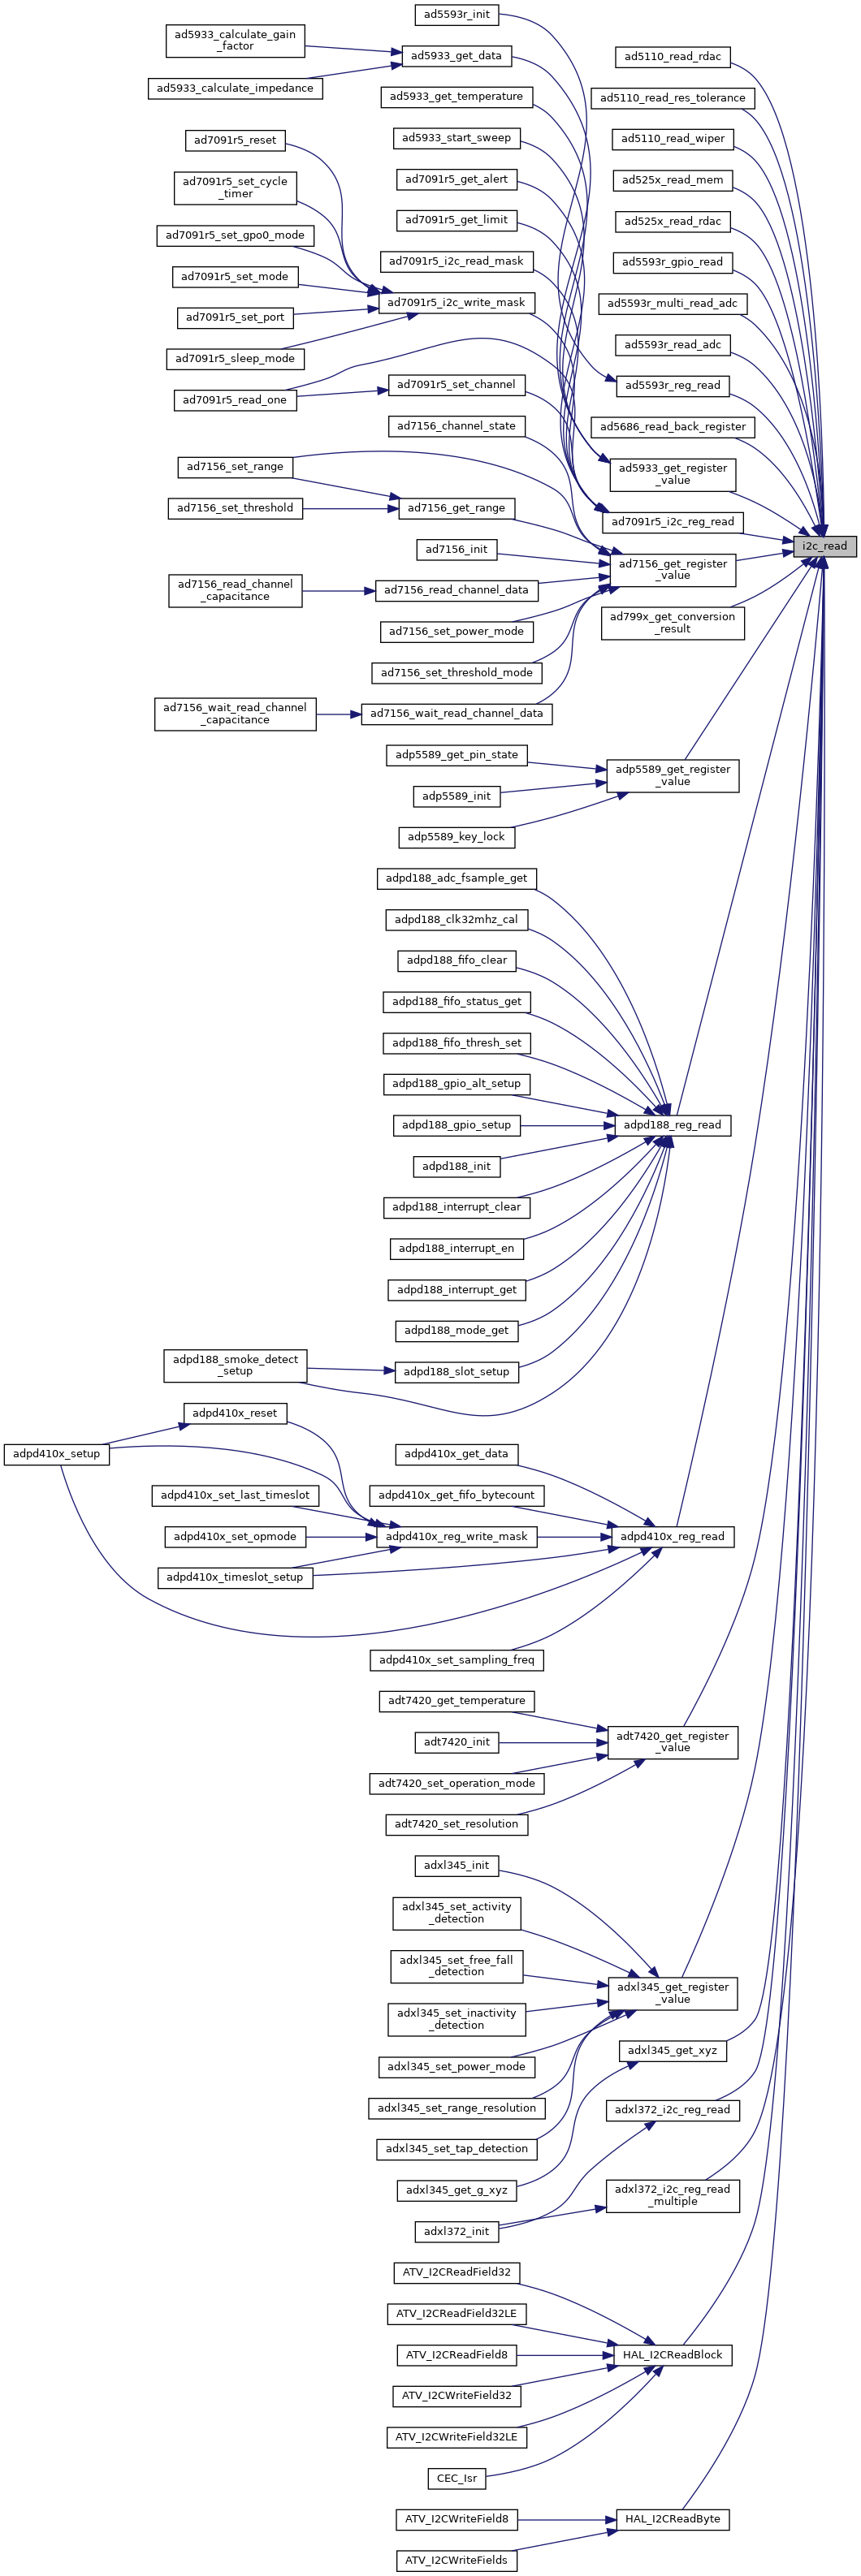 ad5593r_init
ad5933_calculate_gain
_factor
ad5933_get_data
ad5110_read_rdac
ad5933_calculate_impedance
ad5933_get_temperature
ad5110_read_res_tolerance
ad7091r5_reset
ad5933_start_sweep
ad5110_read_wiper
ad7091r5_set_cycle
_timer
ad7091r5_get_alert
ad525x_read_mem
ad7091r5_get_limit
ad525x_read_rdac
ad7091r5_set_gpo0_mode
ad7091r5_i2c_read_mask
ad5593r_gpio_read
ad7091r5_set_mode
ad7091r5_i2c_write_mask
ad5593r_multi_read_adc
ad7091r5_set_port
ad5593r_read_adc
ad7091r5_sleep_mode
ad7091r5_set_channel
ad5593r_reg_read
ad7091r5_read_one
ad7156_channel_state
ad5686_read_back_register
ad7156_set_range
ad5933_get_register
_value
ad7156_set_threshold
ad7156_get_range
ad7091r5_i2c_reg_read
i2c_read
ad7156_init
ad7156_get_register
_value
ad7156_read_channel
_capacitance
ad7156_read_channel_data
ad7156_set_power_mode
ad799x_get_conversion
_result
ad7156_set_threshold_mode
ad7156_wait_read_channel
_capacitance
ad7156_wait_read_channel_data
adp5589_get_pin_state
adp5589_get_register
_value
adp5589_init
adp5589_key_lock
adpd188_adc_fsample_get
adpd188_clk32mhz_cal
adpd188_fifo_clear
adpd188_fifo_status_get
adpd188_fifo_thresh_set
adpd188_gpio_alt_setup
adpd188_gpio_setup
adpd188_reg_read
adpd188_init
adpd188_interrupt_clear
adpd188_interrupt_en
adpd188_interrupt_get
adpd188_mode_get
adpd188_smoke_detect
_setup
adpd188_slot_setup
adpd410x_reset
adpd410x_setup
adpd410x_get_data
adpd410x_set_last_timeslot
adpd410x_get_fifo_bytecount
adpd410x_set_opmode
adpd410x_reg_write_mask
adpd410x_reg_read
adpd410x_timeslot_setup
adpd410x_set_sampling_freq
adt7420_get_temperature
adt7420_init
adt7420_get_register
_value
adt7420_set_operation_mode
adt7420_set_resolution
adxl345_init
adxl345_set_activity
_detection
adxl345_set_free_fall
_detection
adxl345_get_register
_value
adxl345_set_inactivity
_detection
adxl345_get_xyz
adxl345_set_power_mode
adxl345_set_range_resolution
adxl372_i2c_reg_read
adxl345_set_tap_detection
adxl345_get_g_xyz
adxl372_i2c_reg_read
_multiple
adxl372_init
ATV_I2CReadField32
ATV_I2CReadField32LE
ATV_I2CReadField8
HAL_I2CReadBlock
ATV_I2CWriteField32
ATV_I2CWriteField32LE
CEC_Isr
ATV_I2CWriteField8
HAL_I2CReadByte
ATV_I2CWriteFields